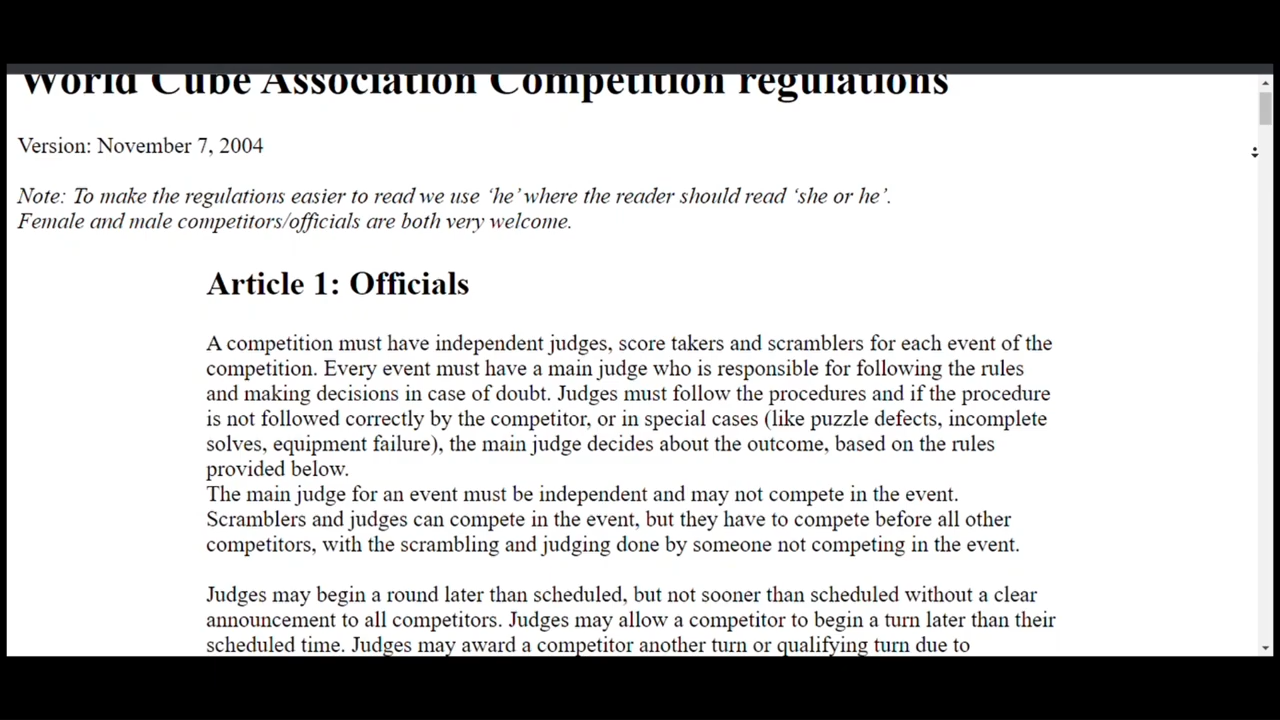 World Cube Association Competition regulations
Version: November 7, 2004
Note: To make the regulations easier to read we use ‘he’ where the reader should read ‘she or he’.
Female and male competitors/officials are both very welcome.
Article 1: Officials
A competition must have independent judges, score takers and scramblers for each event of the
competition. Every event must have a main judge who is responsible for following the rules
and making decisions in case of doubt. Judges must follow the procedures and if the procedure
is not followed correctly by the competitor, or in special cases (like puzzle defects, incomplete
solves, equipment failure), the main judge decides about the outcome, based on the rules
provided below.
The main judge for an event must be independent and may not compete in the event.
Scramblers and judges can compete in the event, but they have to compete before all other
competitors, with the scrambling and judging done by someone not competing in the event.
Judges may begin a round later than scheduled, but not sooner than scheduled without a clear
announcement to all competitors. Judges may allow a competitor to begin a turn later than their
scheduled time. Judges may award a competitor another turn or qualifying turn due to